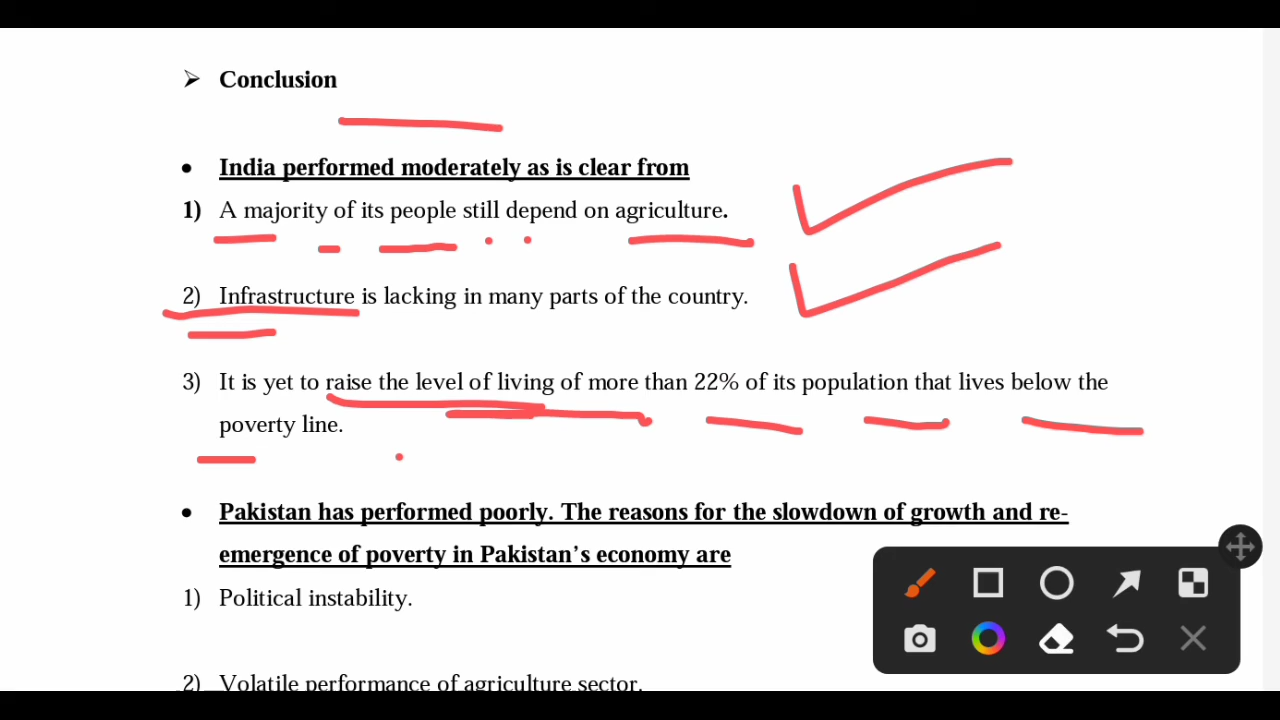 ➢ Conclusion
• India performed moderately as is clear from
1) A majority of its people still depend on agriculture.
2) Infrastructure is lacking in many parts of the country.
3) It is yet to raise the level of living of more than 22% of its population that lives below the
poverty line.
• Pakistan has performed poorly. The reasons for the slowdown of growth and re-
emergence of poverty in Pakistan's economy are
1) Political instability.
2) Volatile performance of agriculture sector.